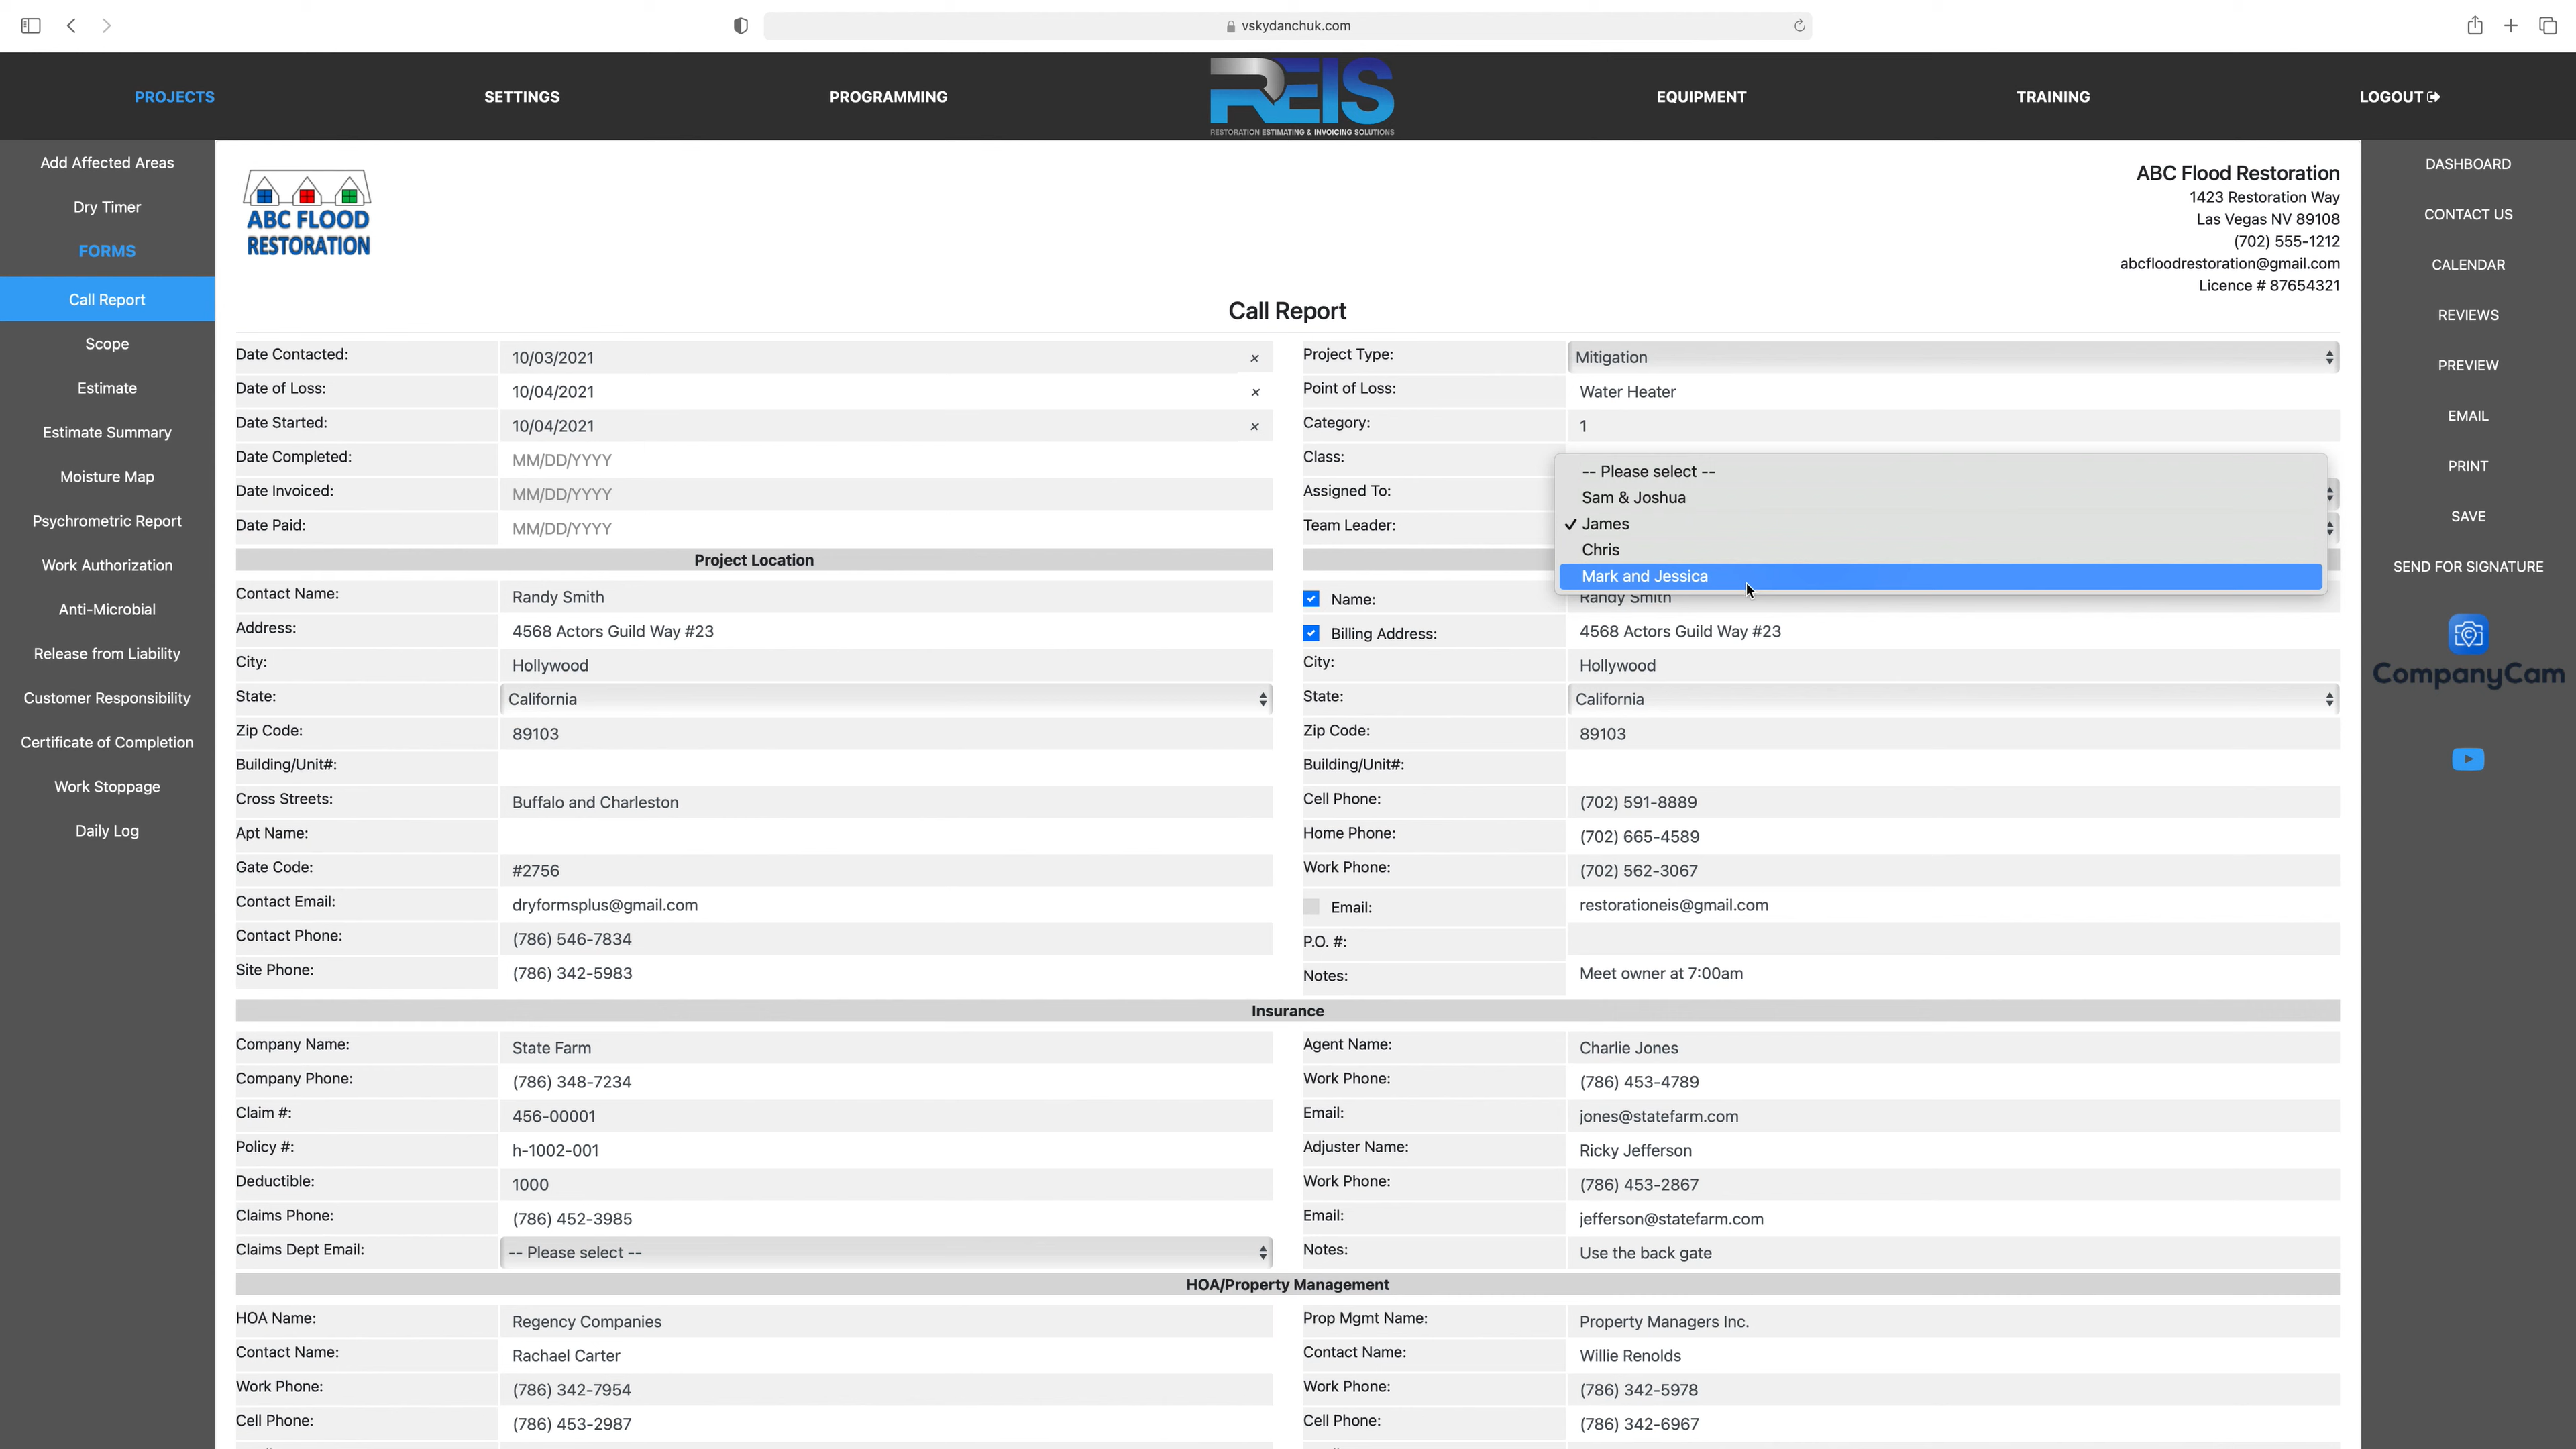 vskydanchuk.com
PROJECTS
SETTINGS
PROGRAMMING
REIS
RESTORATION ESTIMATING & INVOICING SOLUTIONS
EQUIPMENT
TRAINING
LOGOUT
Add Affected Areas
Dry Timer
FORMS
Call Report
Scope
Estimate
Estimate Summary
Moisture Map
Psychrometric Report
Work Authorization
Anti-Microbial
Release from Liability
Customer Responsibility
Certificate of Completion
Work Stoppage
Daily Log
ABC FLOOD
RESTORATION
ABC Flood Restoration
1423 Restoration Way
Las Vegas NV 89108
(702) 555-1212
abcfloodrestoration@gmail.com
Licence # 87654321
Call Report
Date Contacted: 10/03/2021 ×
Date of Loss: 10/04/2021 ×
Date Started: 10/04/2021 ×
Date Completed: MM/DD/YYYY
Date Invoiced: MM/DD/YYYY
Date Paid: MM/DD/YYYY
Project Type: Mitigation
Point of Loss: Water Heater
Category: 1
Class:
Assigned To:
Team Leader:
-- Please select --
Sam & Joshua
✓ James
Chris
Mark and Jessica
Project Location
Contact Name: Randy Smith
Address: 4568 Actors Guild Way #23
City: Hollywood
State: California
Zip Code: 89103
Building/Unit#:
Cross Streets: Buffalo and Charleston
Apt Name:
Gate Code: #2756
Contact Email: dryformsplus@gmail.com
Contact Phone: (786) 546-7834
Site Phone: (786) 342-5983
Name: Randy Smith
Billing Address: 4568 Actors Guild Way #23
City: Hollywood
State: California
Zip Code: 89103
Building/Unit#:
Cell Phone: (702) 591-8889
Home Phone: (702) 665-4589
Work Phone: (702) 562-3067
Email: restorationeis@gmail.com
P.O. #:
Notes: Meet owner at 7:00am
Insurance
Company Name: State Farm
Company Phone: (786) 348-7234
Claim #: 456-00001
Policy #: h-1002-001
Deductible: 1000
Claims Phone: (786) 452-3985
Claims Dept Email: -- Please select --
Agent Name: Charlie Jones
Work Phone: (786) 453-4789
Email: jones@statefarm.com
Adjuster Name: Ricky Jefferson
Work Phone: (786) 453-2867
Email: jefferson@statefarm.com
Notes: Use the back gate
HOA/Property Management
HOA Name: Regency Companies
Contact Name: Rachael Carter
Work Phone: (786) 342-7954
Cell Phone: (786) 453-2987
Prop Mgmt Name: Property Managers Inc.
Contact Name: Willie Renolds
Work Phone: (786) 342-5978
Cell Phone: (786) 342-6967
DASHBOARD
CONTACT US
CALENDAR
REVIEWS
PREVIEW
EMAIL
PRINT
SAVE
SEND FOR SIGNATURE
CompanyCam